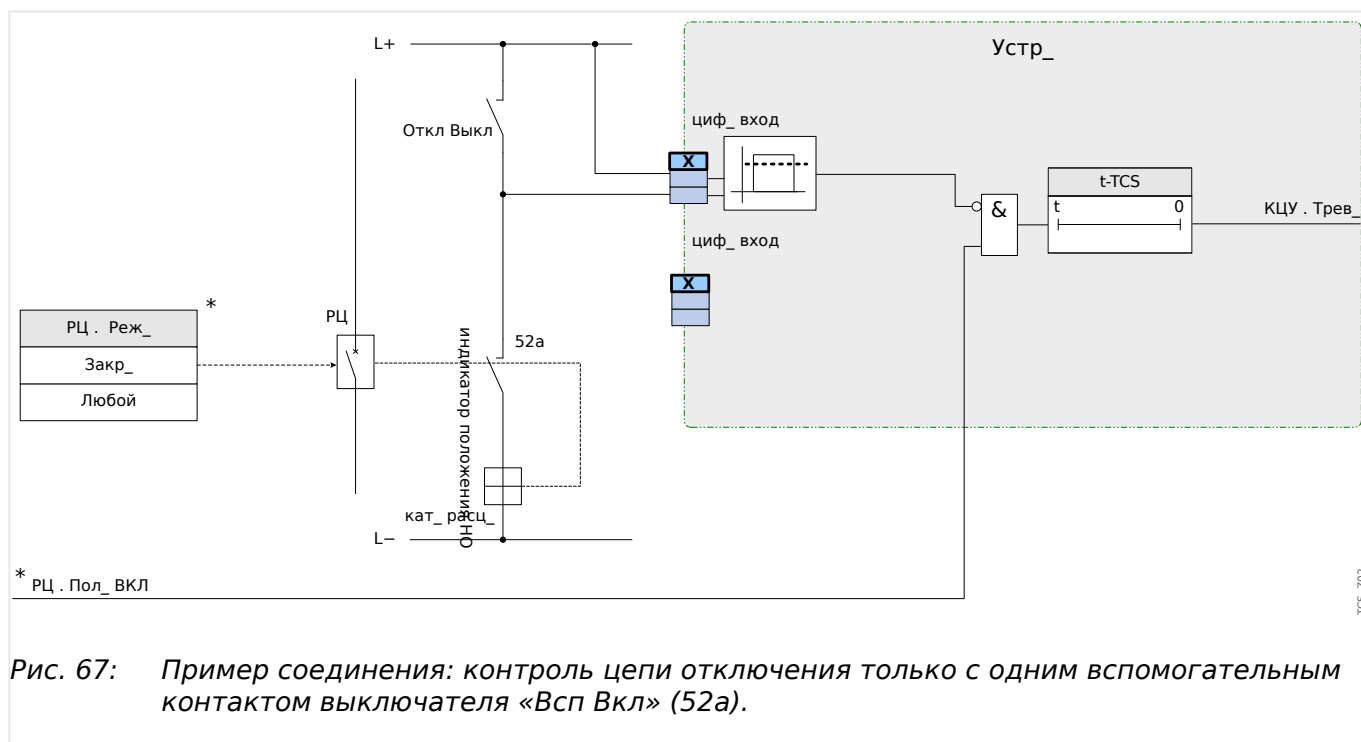 L+
Устр_
Откл Выкл
циф_ вход
X
t-TCS
t 0
&
КЦУ . Трев_
циф_ вход
X
*
РЦ . Реж_
Закр_
Любой
РЦ
*
52a
индикатор положения НО
кат_ расц_
L−
*
РЦ . Пол_ ВКЛ
Рис. 67: Пример соединения: контроль цепи отключения только с одним вспомогательным
контактом выключателя «Всп Вкл» (52a).